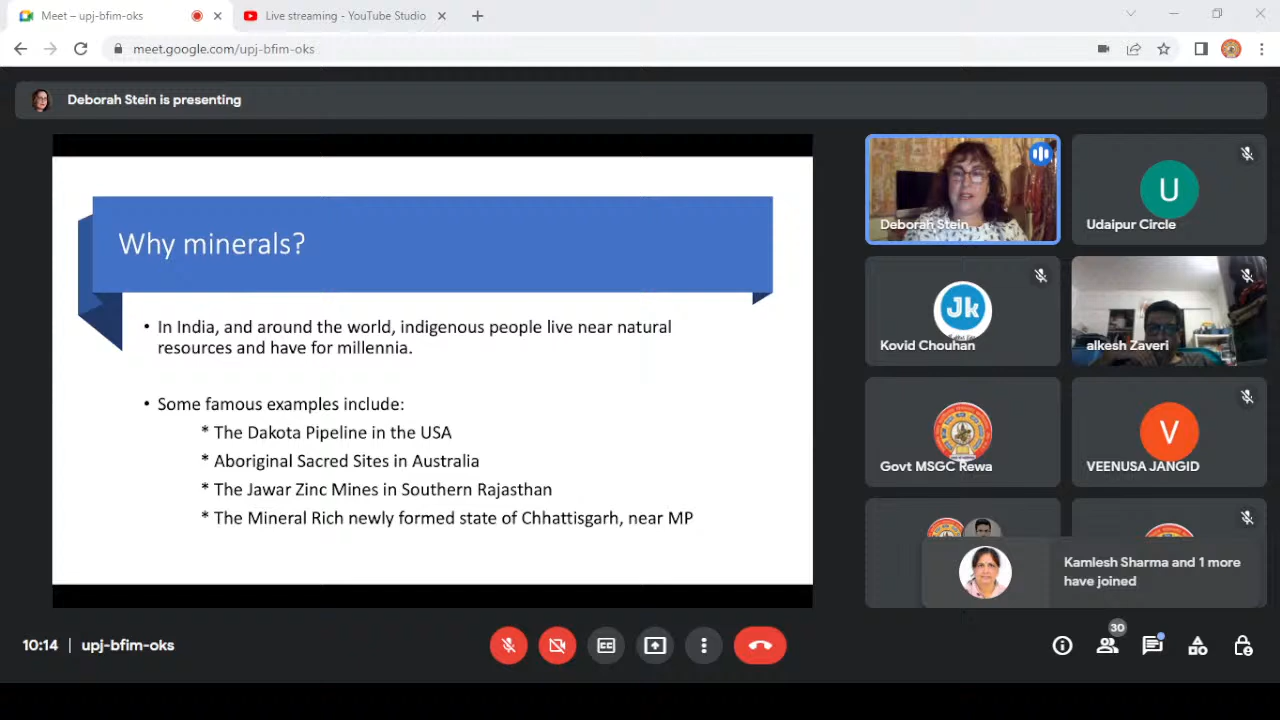 Meet – upj-bfim-oks
Live streaming - YouTube Studio
meet.google.com/upj-bfim-oks
Deborah Stein is presenting
Why minerals?
• In India, and around the world, indigenous people live near natural
resources and have for millennia.
• Some famous examples include:
* The Dakota Pipeline in the USA
* Aboriginal Sacred Sites in Australia
* The Jawar Zinc Mines in Southern Rajasthan
* The Mineral Rich newly formed state of Chhattisgarh, near MP
Deborah Stein
U
Udaipur Circle
Jk
Kovid Chouhan
alkesh Zaveri
Govt MSGC Rewa
V
VEENUSA JANGID
Kamlesh Sharma and 1 more
have joined
10:14 | upj-bfim-oks
CC
30